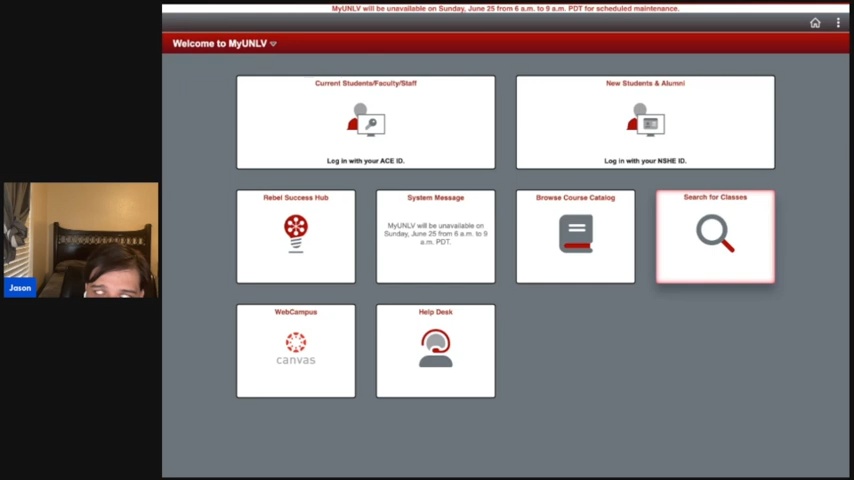 MyUNLV will be unavailable on Sunday, June 25 from 6 a.m. to 9 a.m. PDT for scheduled maintenance.
Welcome to MyUNLV
Current Students/Faculty/Staff
Log in with your ACE ID.
New Students & Alumni
Log in with your NSHE ID.
Rebel Success Hub
System Message
MyUNLV will be unavailable on
Sunday, June 25 from 6 a.m. to 9
a.m. PDT.
Browse Course Catalog
Search for Classes
Jason
WebCampus
canvas
Help Desk